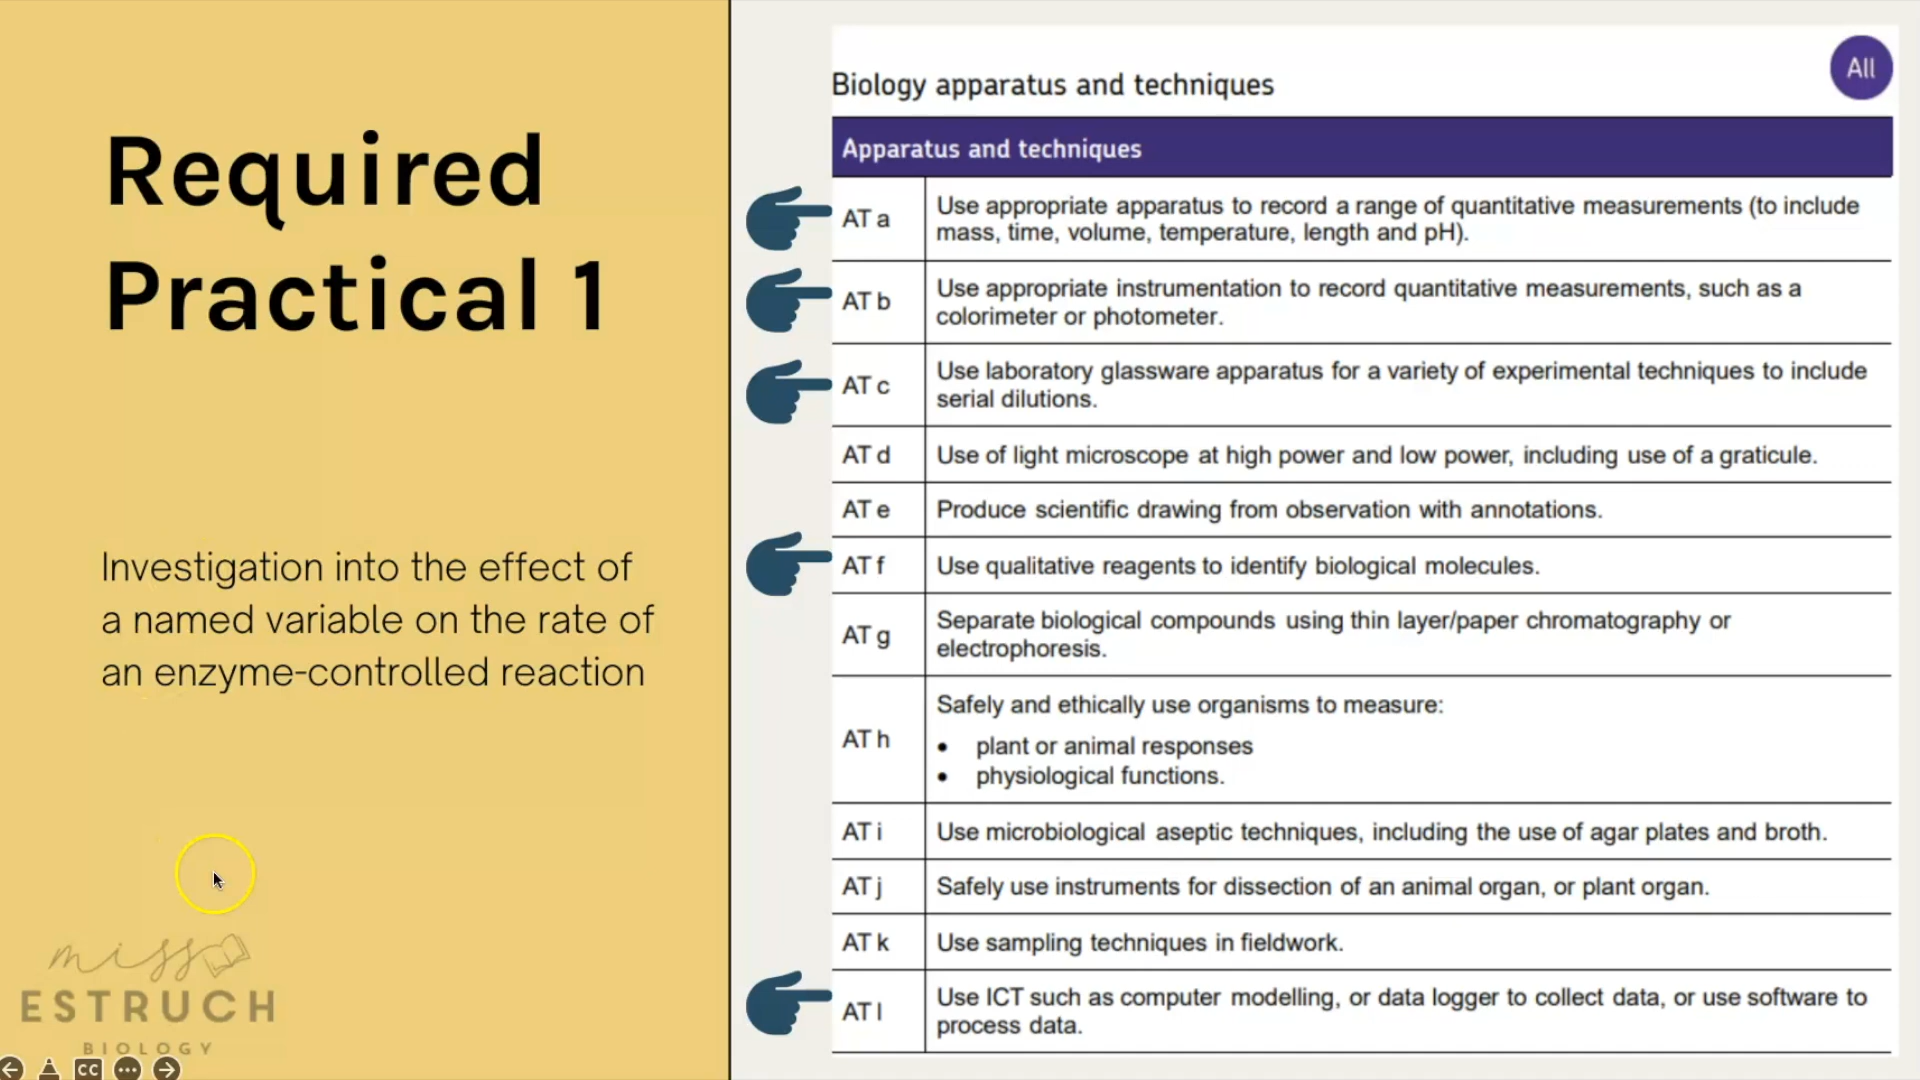 Required
Practical 1
Investigation into the effect of
a named variable on the rate of
an enzyme-controlled reaction
miss
ESTRUCH
BIOLOGY
CC
All
Biology apparatus and techniques
Apparatus and techniques
AT a
Use appropriate apparatus to record a range of quantitative measurements (to include
mass, time, volume, temperature, length and pH).
AT b
Use appropriate instrumentation to record quantitative measurements, such as a
colorimeter or photometer.
AT c
Use laboratory glassware apparatus for a variety of experimental techniques to include
serial dilutions.
AT d
Use of light microscope at high power and low power, including use of a graticule.
AT e
Produce scientific drawing from observation with annotations.
AT f
Use qualitative reagents to identify biological molecules.
AT g
Separate biological compounds using thin layer/paper chromatography or
electrophoresis.
AT h
Safely and ethically use organisms to measure:
• plant or animal responses
• physiological functions.
AT i
Use microbiological aseptic techniques, including the use of agar plates and broth.
AT j
Safely use instruments for dissection of an animal organ, or plant organ.
AT k
Use sampling techniques in fieldwork.
AT l
Use ICT such as computer modelling, or data logger to collect data, or use software to
process data.